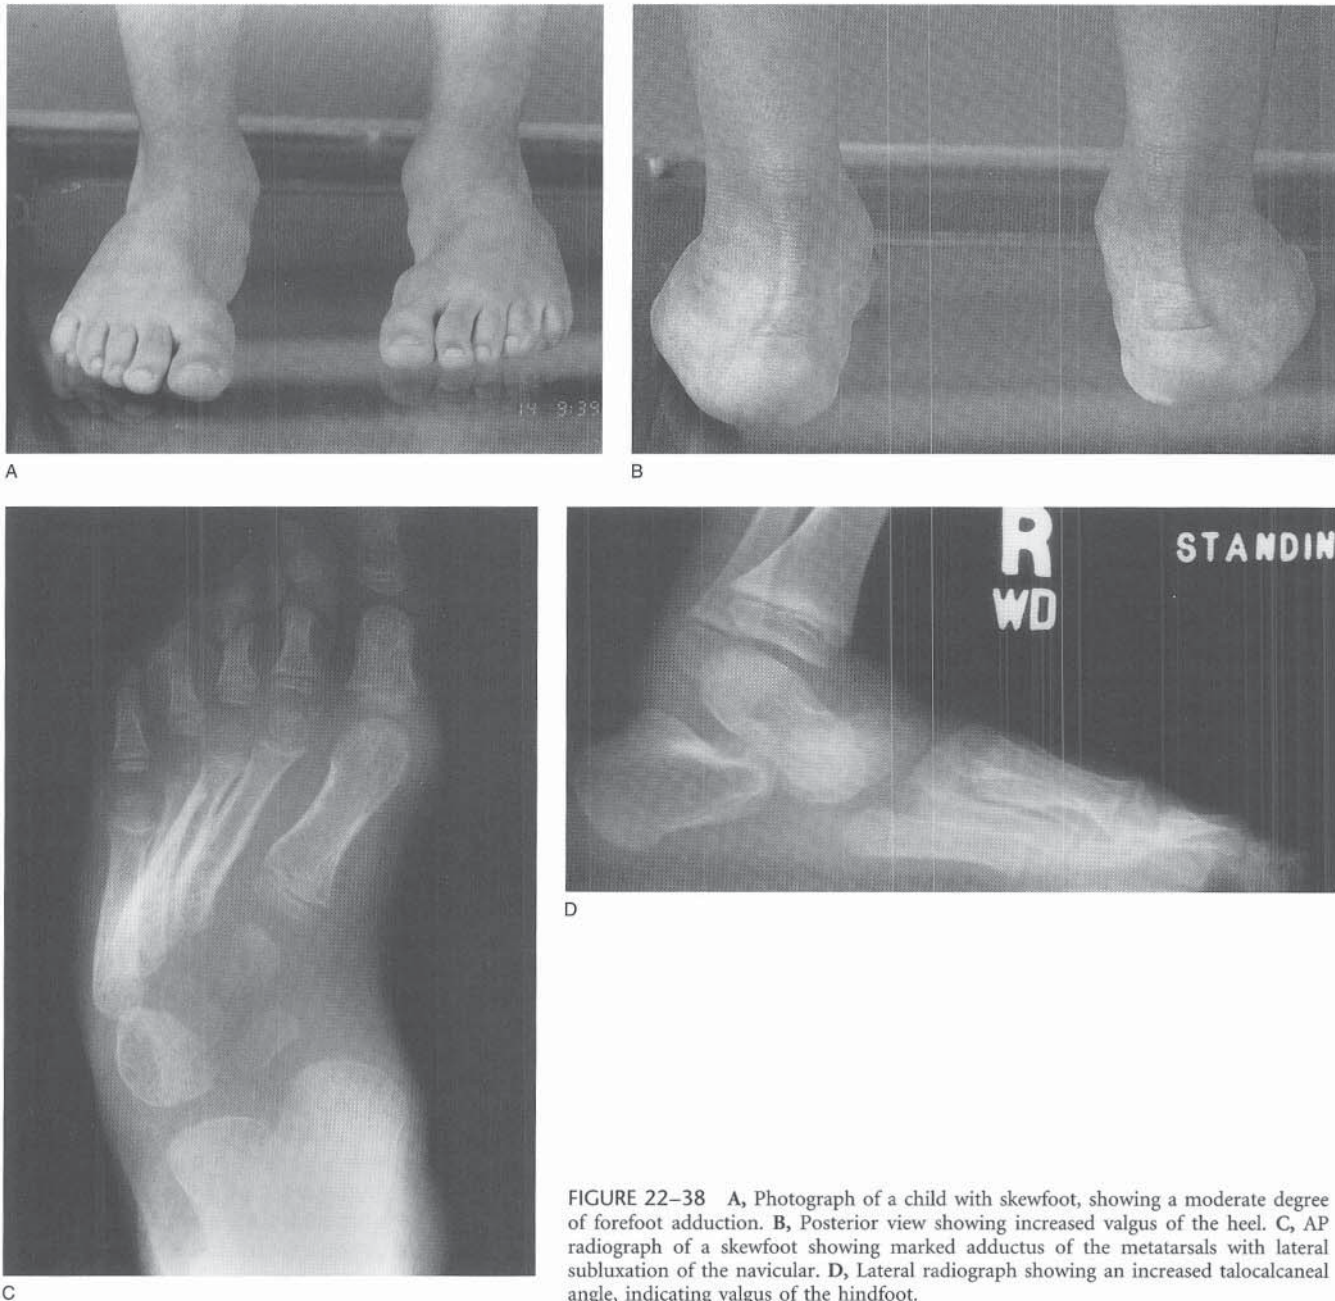 14 9:39
A
B
R
WD
STANDIN
D
FIGURE 22–38 A, Photograph of a child with skewfoot, showing a moderate degree
of forefoot adduction. B, Posterior view showing increased valgus of the heel. C, AP
radiograph of a skewfoot showing marked adductus of the metatarsals with lateral
subluxation of the navicular. D, Lateral radiograph showing an increased talocalcaneal
angle, indicating valgus of the hindfoot.
C